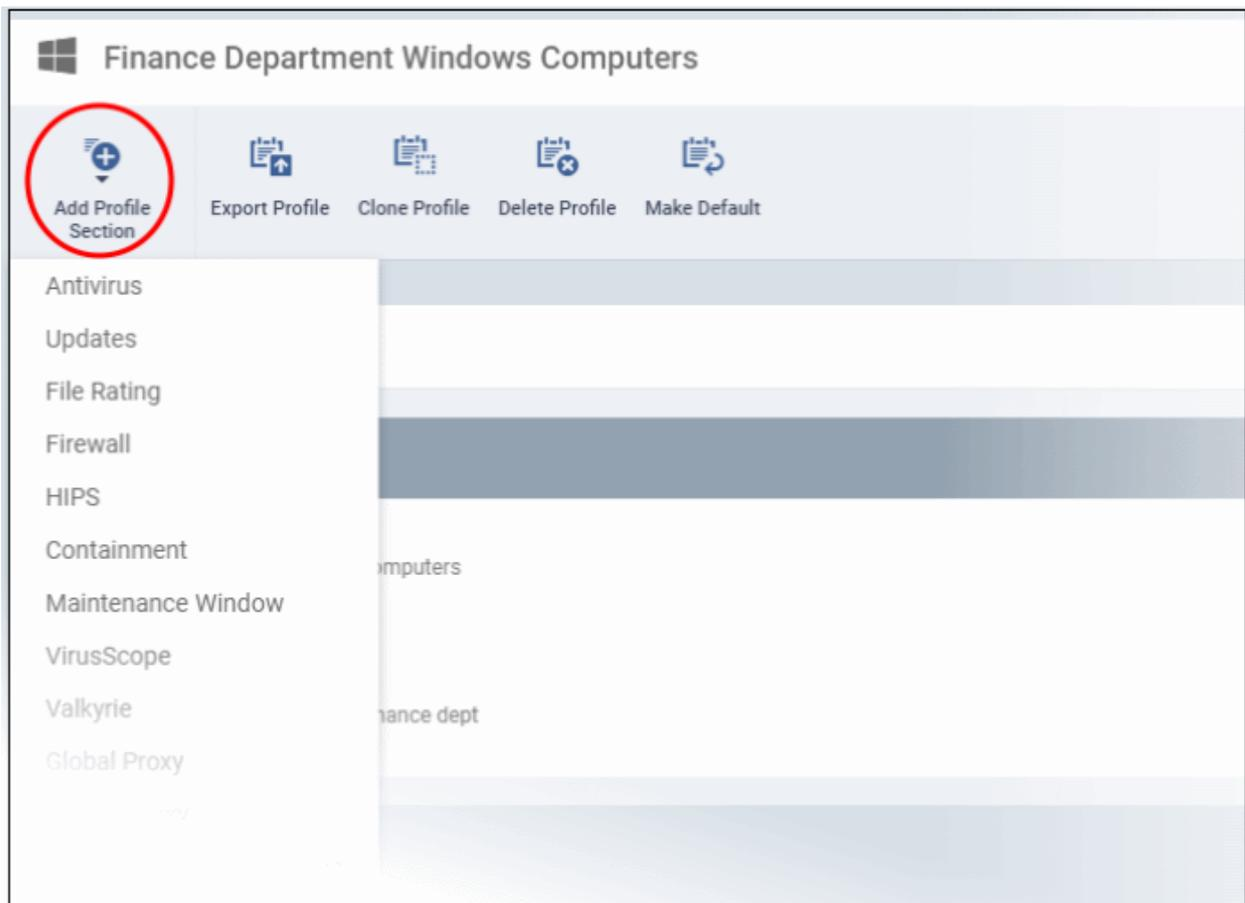 Finance Department Windows Computers
Add Profile
Section
Export Profile
Clone Profile
Delete Profile
Make Default
Antivirus
Updates
File Rating
Firewall
HIPS
Containment
omputers
Maintenance Window
VirusScope
Valkyrie
nance dept
Global Proxy